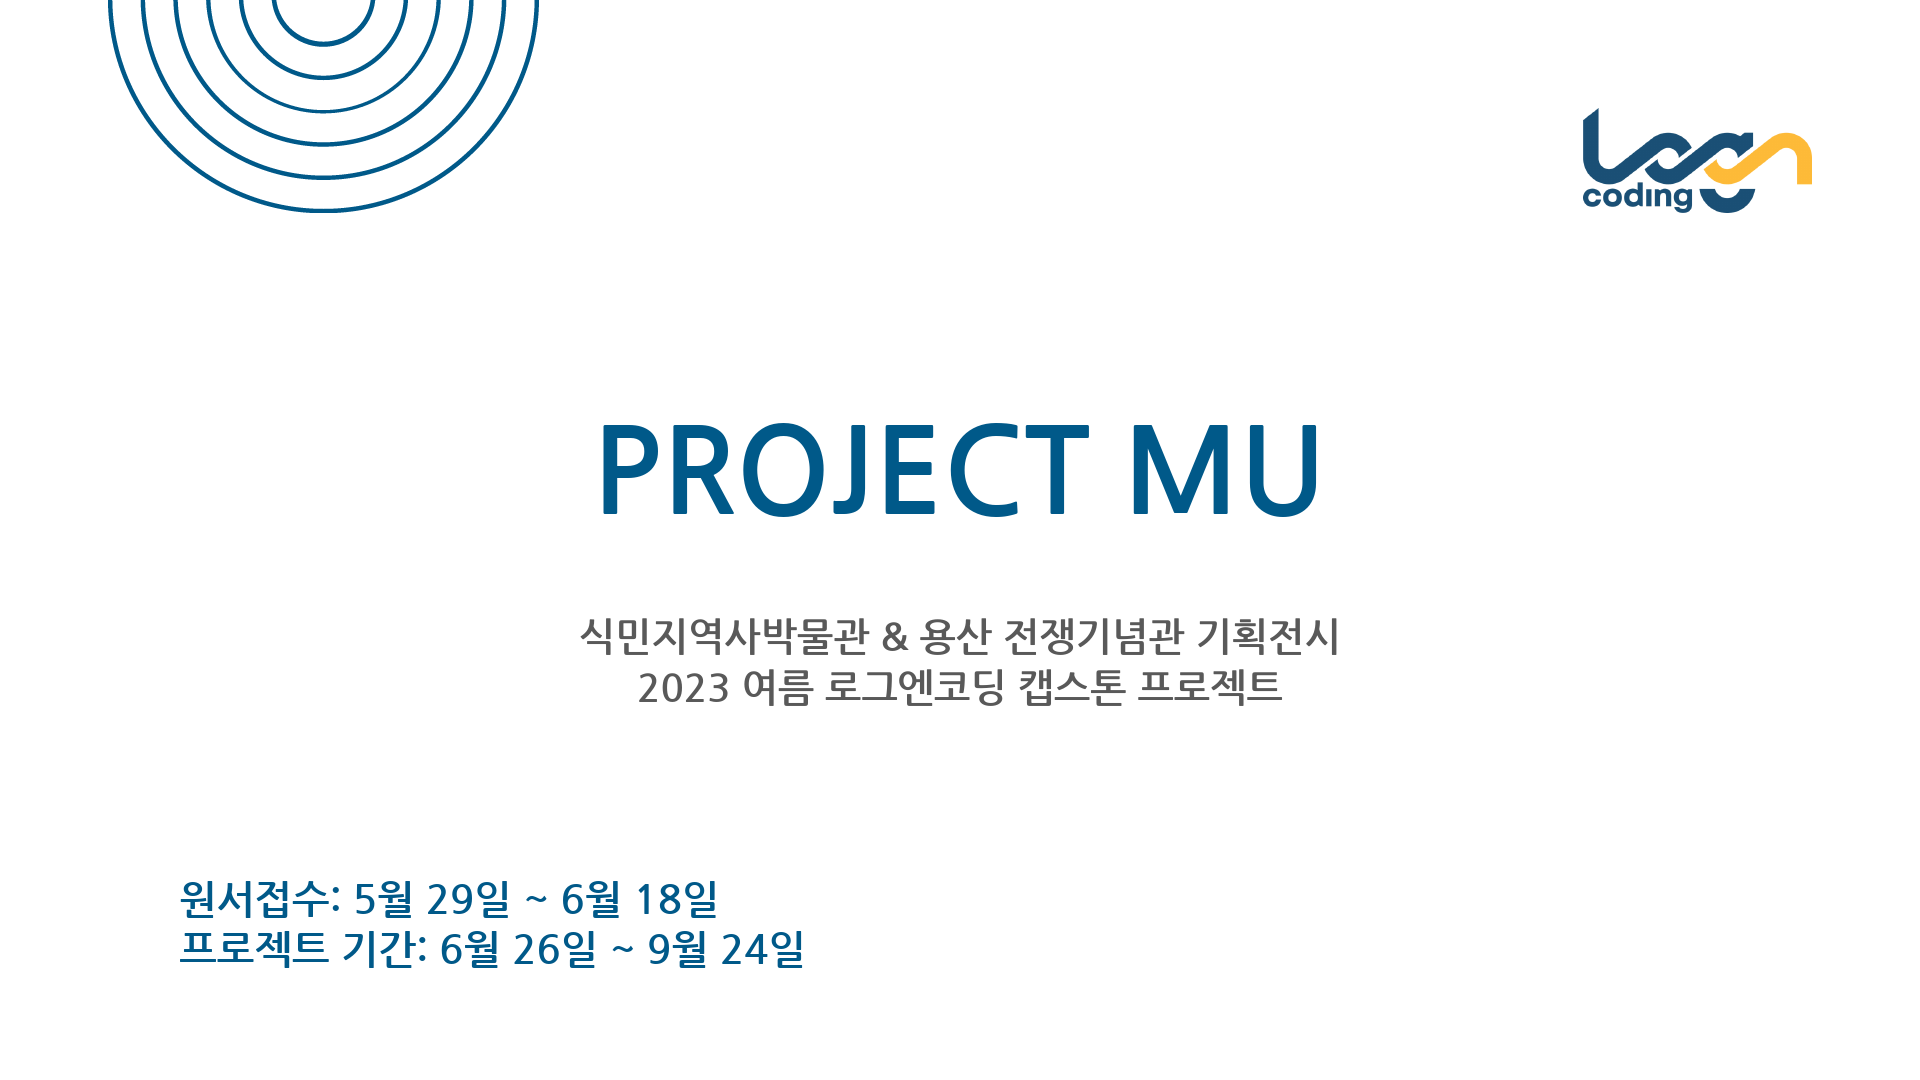 logn
coding
PROJECT MU
식민지역사박물관 & 용산 전쟁기념관 기획전시
2023 여름 로그엔코딩 캡스톤 프로젝트
원서접수: 5월 29일 ~ 6월 18일
프로젝트 기간: 6월 26일 ~ 9월 24일